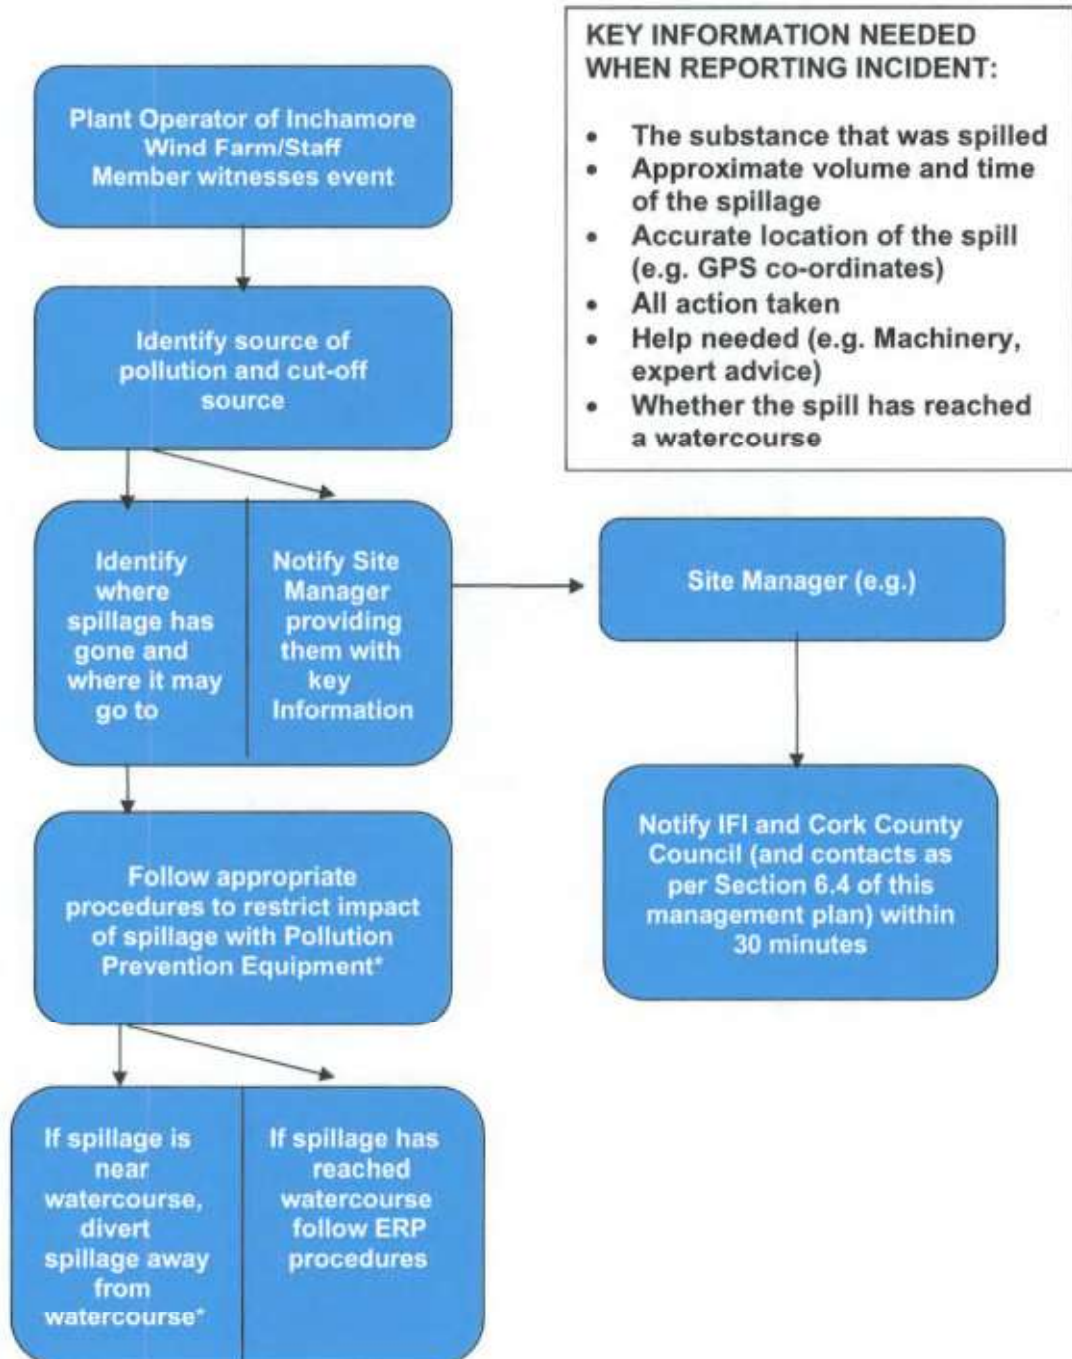 KEY INFORMATION NEEDED
WHEN REPORTING INCIDENT:
• The substance that was spilled
• Approximate volume and time
of the spillage
• Accurate location of the spill
(e.g. GPS co-ordinates)
• All action taken
• Help needed (e.g. Machinery,
expert advice)
• Whether the spill has reached
a watercourse
Plant Operator of Inchamore
Wind Farm/Staff
Member witnesses event
Identify source of
pollution and cut-off
source
Identify
where
spillage has
gone and
where it may
go to
Notify Site
Manager
providing
them with
key
Information
Site Manager (e.g.)
Notify IFI and Cork County
Council (and contacts as
per Section 6.4 of this
management plan) within
30 minutes
Follow appropriate
procedures to restrict impact
of spillage with Pollution
Prevention Equipment*
If spillage is
near
watercourse,
divert
spillage away
from
watercourse*
If spillage has
reached
watercourse
follow ERP
procedures